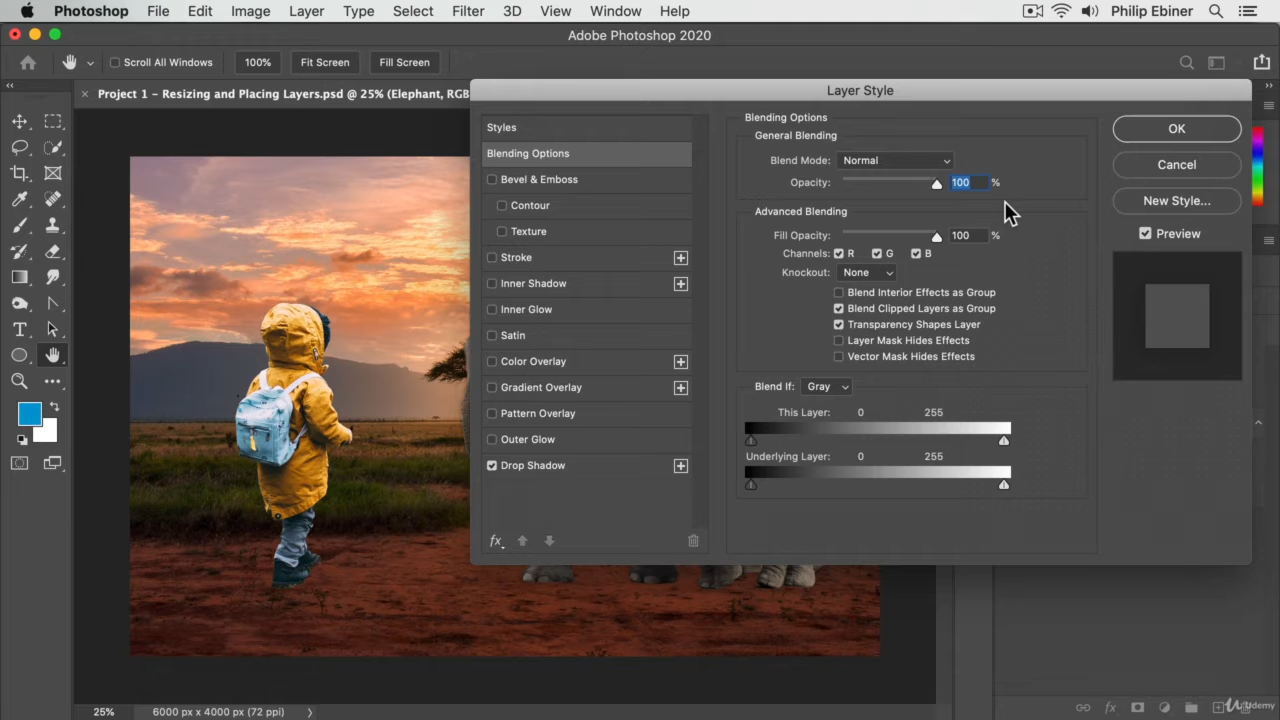 Photoshop File Edit Image Layer Type Select Filter 3D View Window Help Philip Ebiner
Adobe Photoshop 2020
Scroll All Windows 100% Fit Screen Fill Screen
× Project 1 – Resizing and Placing Layers.psd @ 25% (Elephant, RGB
Layer Style
Styles
Blending Options
Bevel & Emboss
Contour
Texture
Stroke
Inner Shadow
Inner Glow
Satin
Color Overlay
Gradient Overlay
Pattern Overlay
Outer Glow
Drop Shadow
fx
Blending Options
General Blending
Blend Mode: Normal
Opacity: 100 %
Advanced Blending
Fill Opacity: 100 %
Channels: R G B
Knockout: None
Blend Interior Effects as Group
Blend Clipped Layers as Group
Transparency Shapes Layer
Layer Mask Hides Effects
Vector Mask Hides Effects
Blend If: Gray
This Layer: 0 255
Underlying Layer: 0 255
OK
Cancel
New Style...
Preview
25% 6000 px x 4000 px (72 ppi)
fx
Udemy